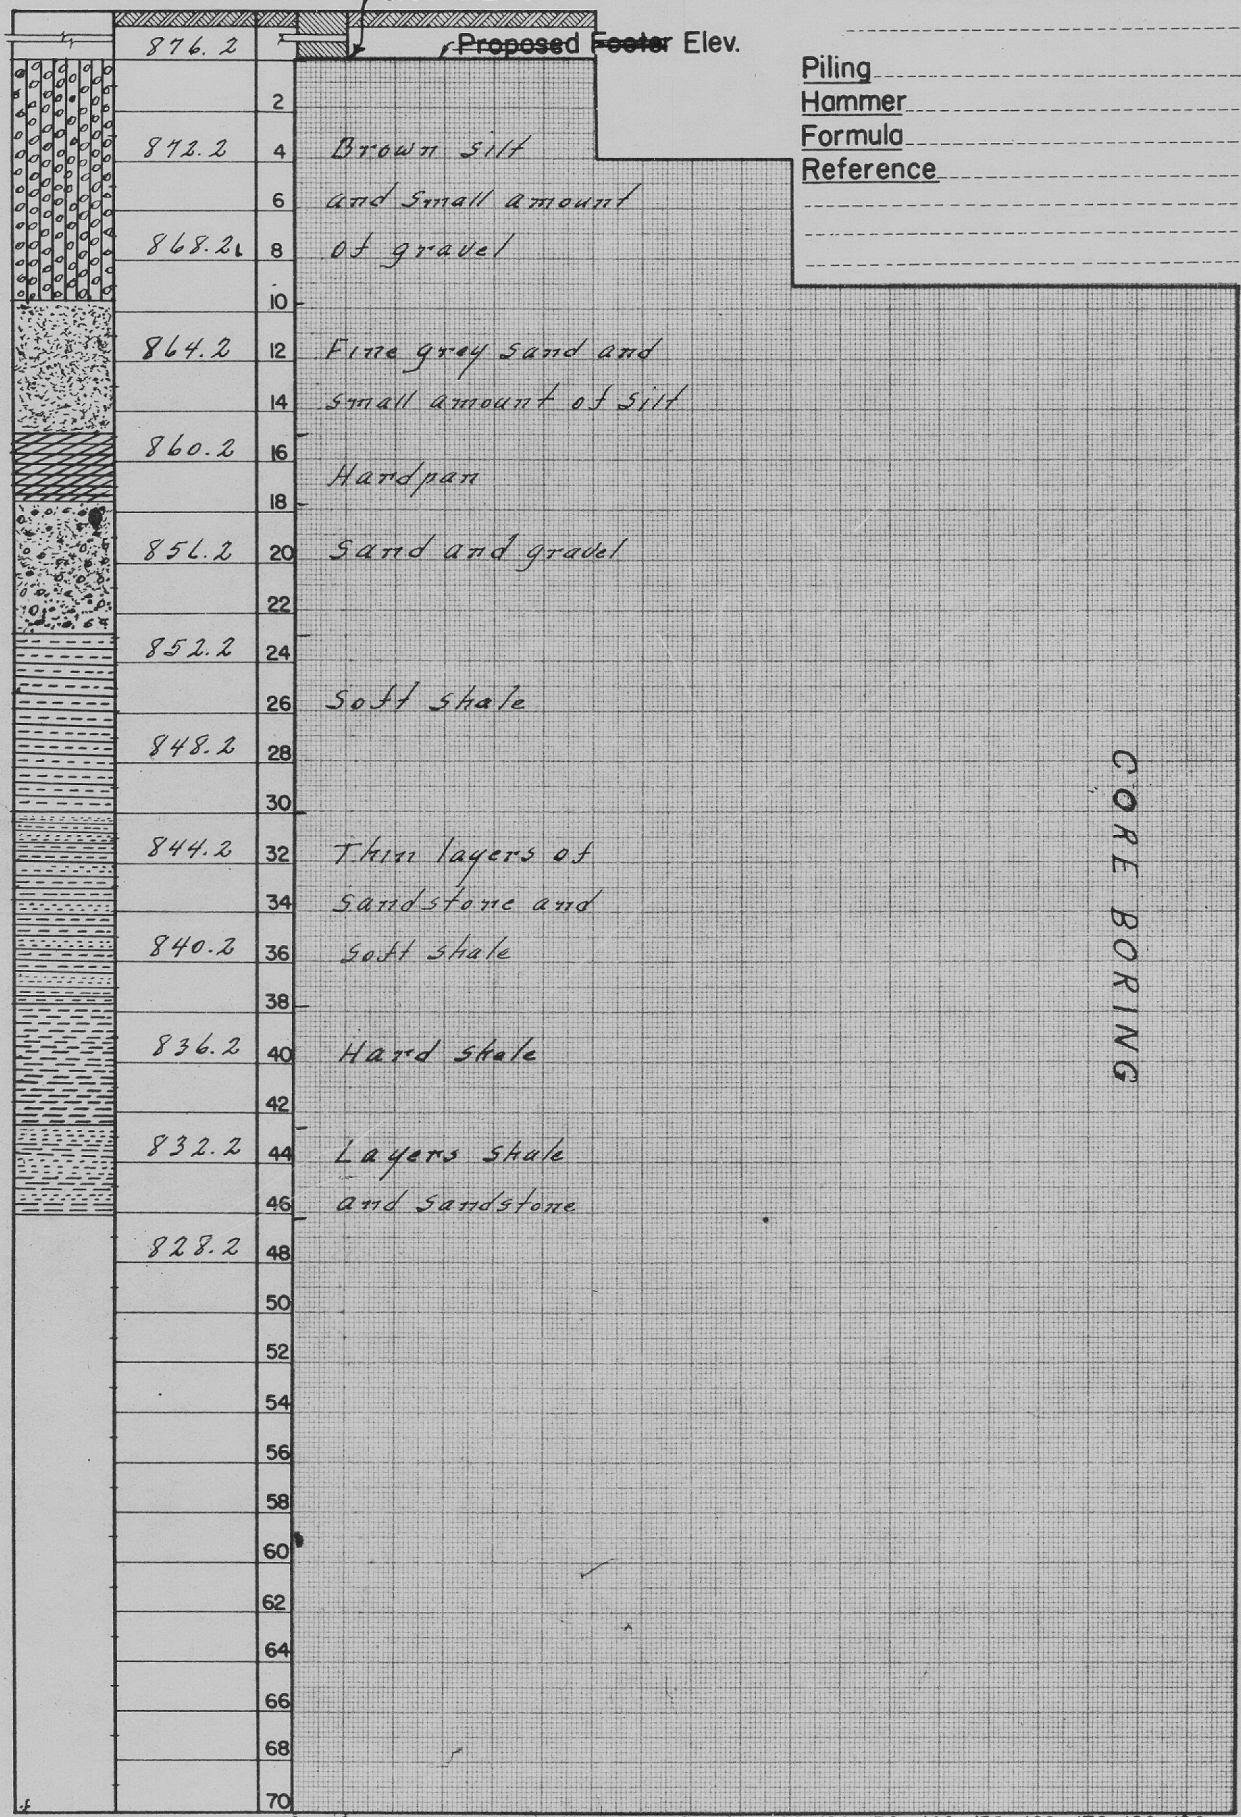 876.2
Proposed Footer Elev.
Piling
Hammer
Formula
Reference
2
872.2 4 Brown silt
6 and small amount
868.2 8 of gravel
10
864.2 12 Fine grey sand and
14 small amount of silt
860.2 16
Hardpan
18
856.2 20 Sand and gravel
22
852.2 24
26 Soft shale
848.2 28
30
844.2 32 Thin layers of
34 sandstone and
840.2 36 soft shale
38
836.2 40 Hard shale
42
832.2 44 Layers shale
46 and sandstone
828.2 48
50
52
54
56
58
60
62
64
66
68
70
CORE BORING